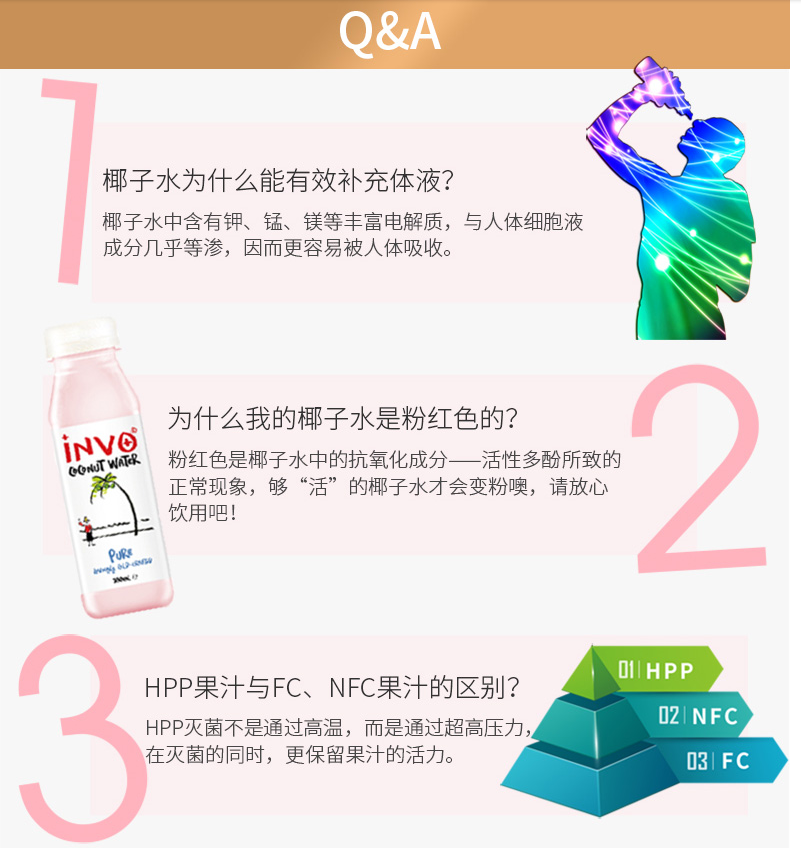 Q&A
1
椰子水为什么能有效补充体液？
椰子水中含有钾、锰、镁等丰富电解质，与人体细胞液
成分几乎等渗，因而更容易被人体吸收。
2
为什么我的椰子水是粉红色的？
粉红色是椰子水中的抗氧化成分——活性多酚所致的
正常现象，够“活”的椰子水才会变粉噢，请放心
饮用吧！
INVO
COCONUT WATER
PURE
3
HPP果汁与FC、NFC果汁的区别？
HPP灭菌不是通过高温，而是通过超高压力，
在灭菌的同时，更保留果汁的活力。
01 HPP
02 NFC
03 FC